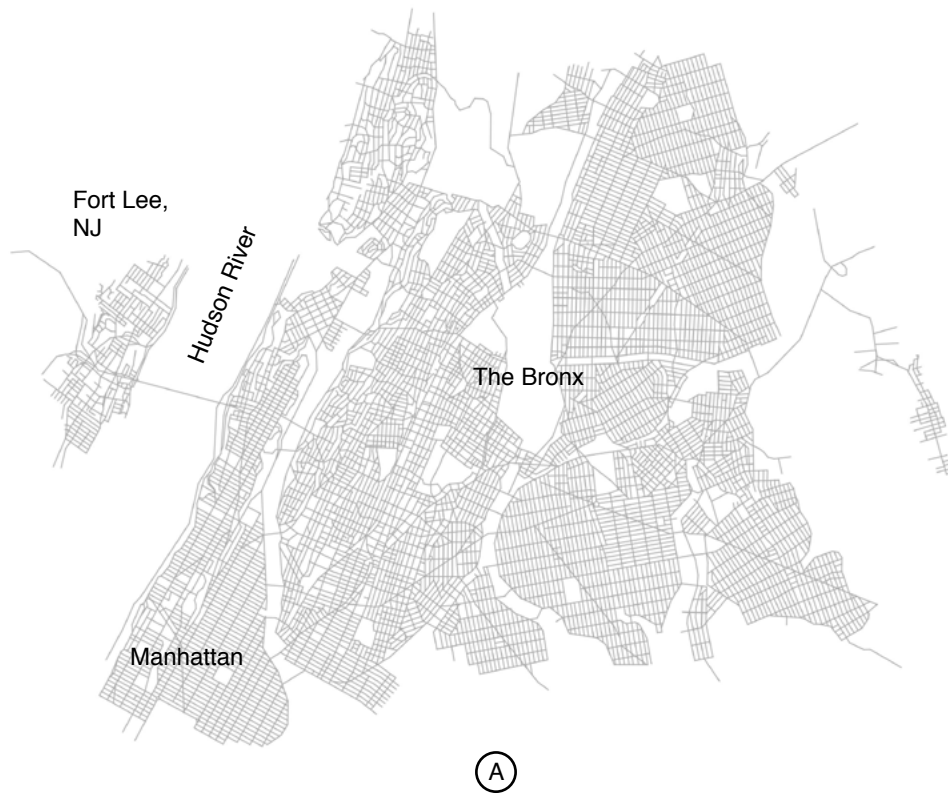 Fort Lee,
NJ
Hudson River
The Bronx
Manhattan
A